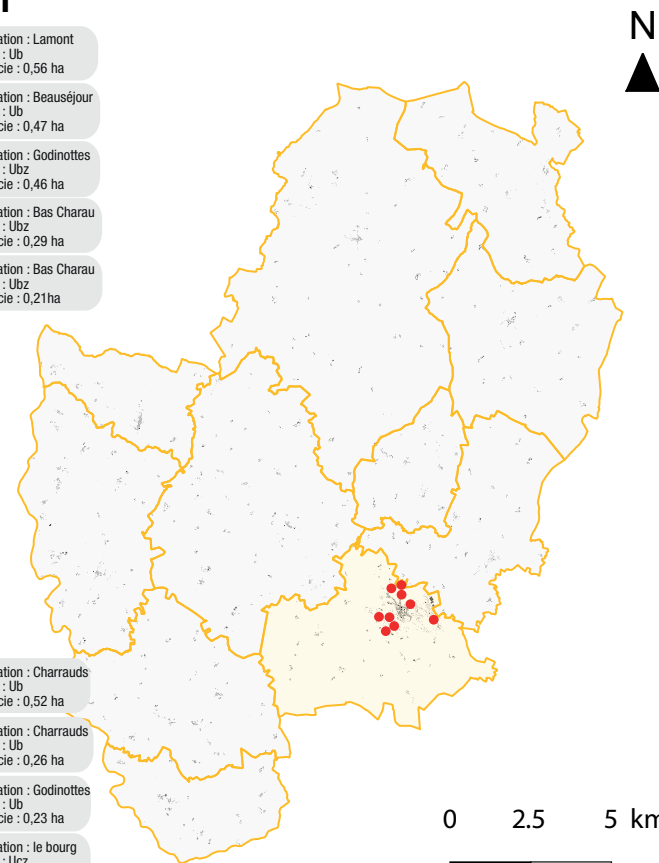 N
ation : Lamont
: Ub
cie : 0,56 ha
ation : Beauséjour
: Ub
cie : 0,47 ha
ation : Godinottes
: Ubz
cie : 0,46 ha
ation : Bas Charau
: Ubz
cie : 0,29 ha
ation : Bas Charau
: Ubz
cie : 0,21ha
ation : Charrauds
: Ub
cie : 0,52 ha
ation : Charrauds
: Ub
cie : 0,26 ha
ation : Godinottes
: Ub
cie : 0,23 ha
ation : le bourg
: Ucz
0 2.5 5 km